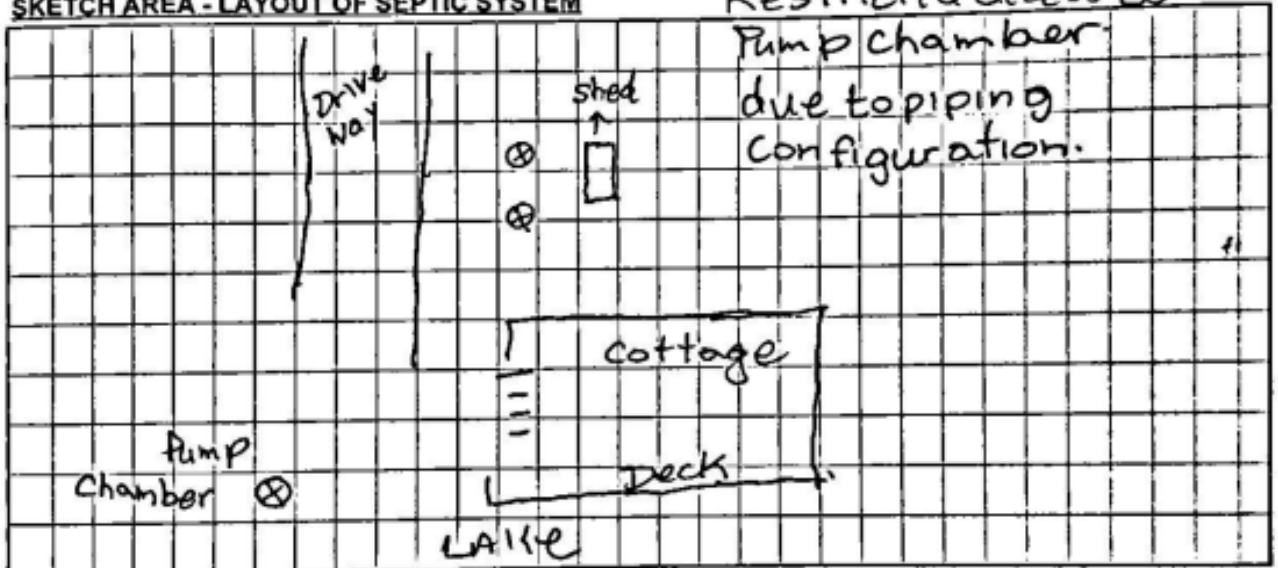 SKETCH AREA - LAYOUT OF SEPTIC SYSTEM
Pump chamber
due to piping
configuration.
Drive
Way
shed
cottage
Deck
Pump
Chamber
LAKE